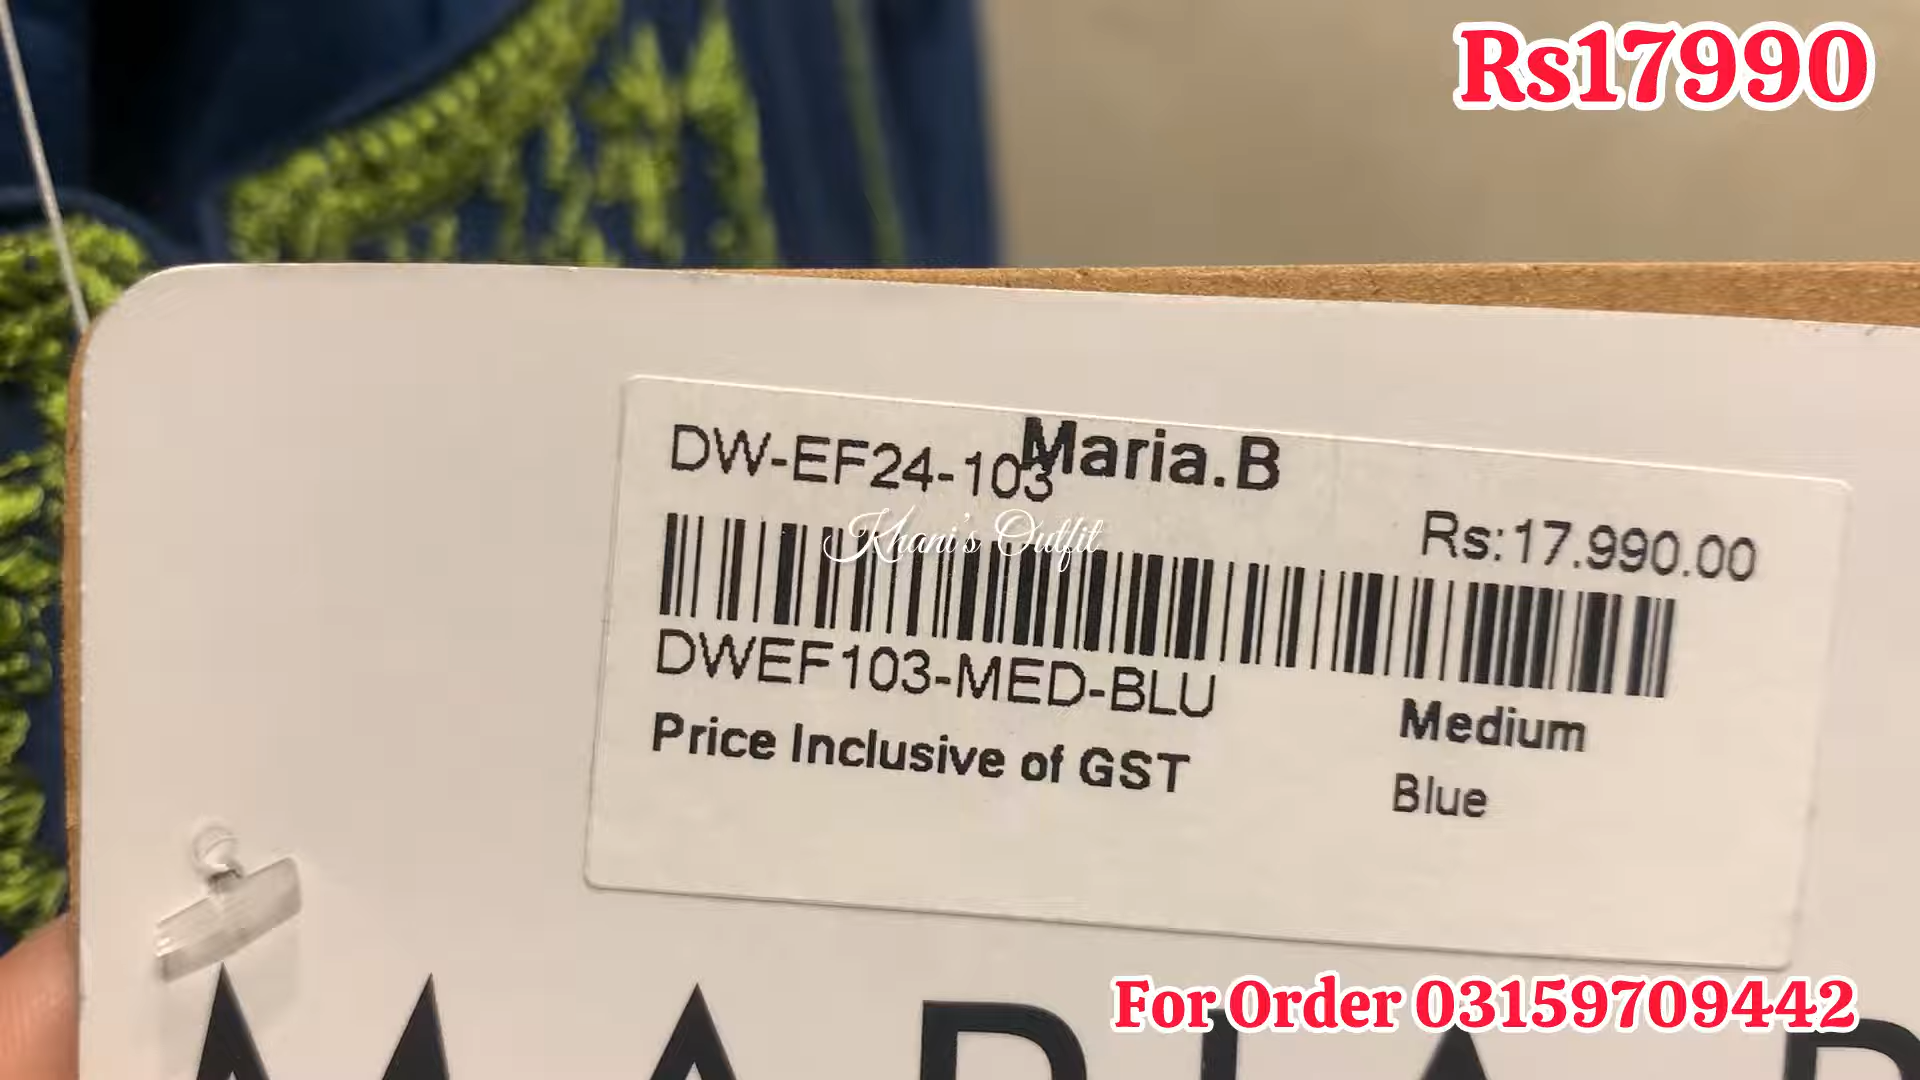 Rs17990
Maria.B
DW-EF24-103
Rs:17.990.00
Khani's Outfit
DWEF103-MED-BLU
Medium
Price Inclusive of GST
Blue
For Order 03159709442
MARIA B